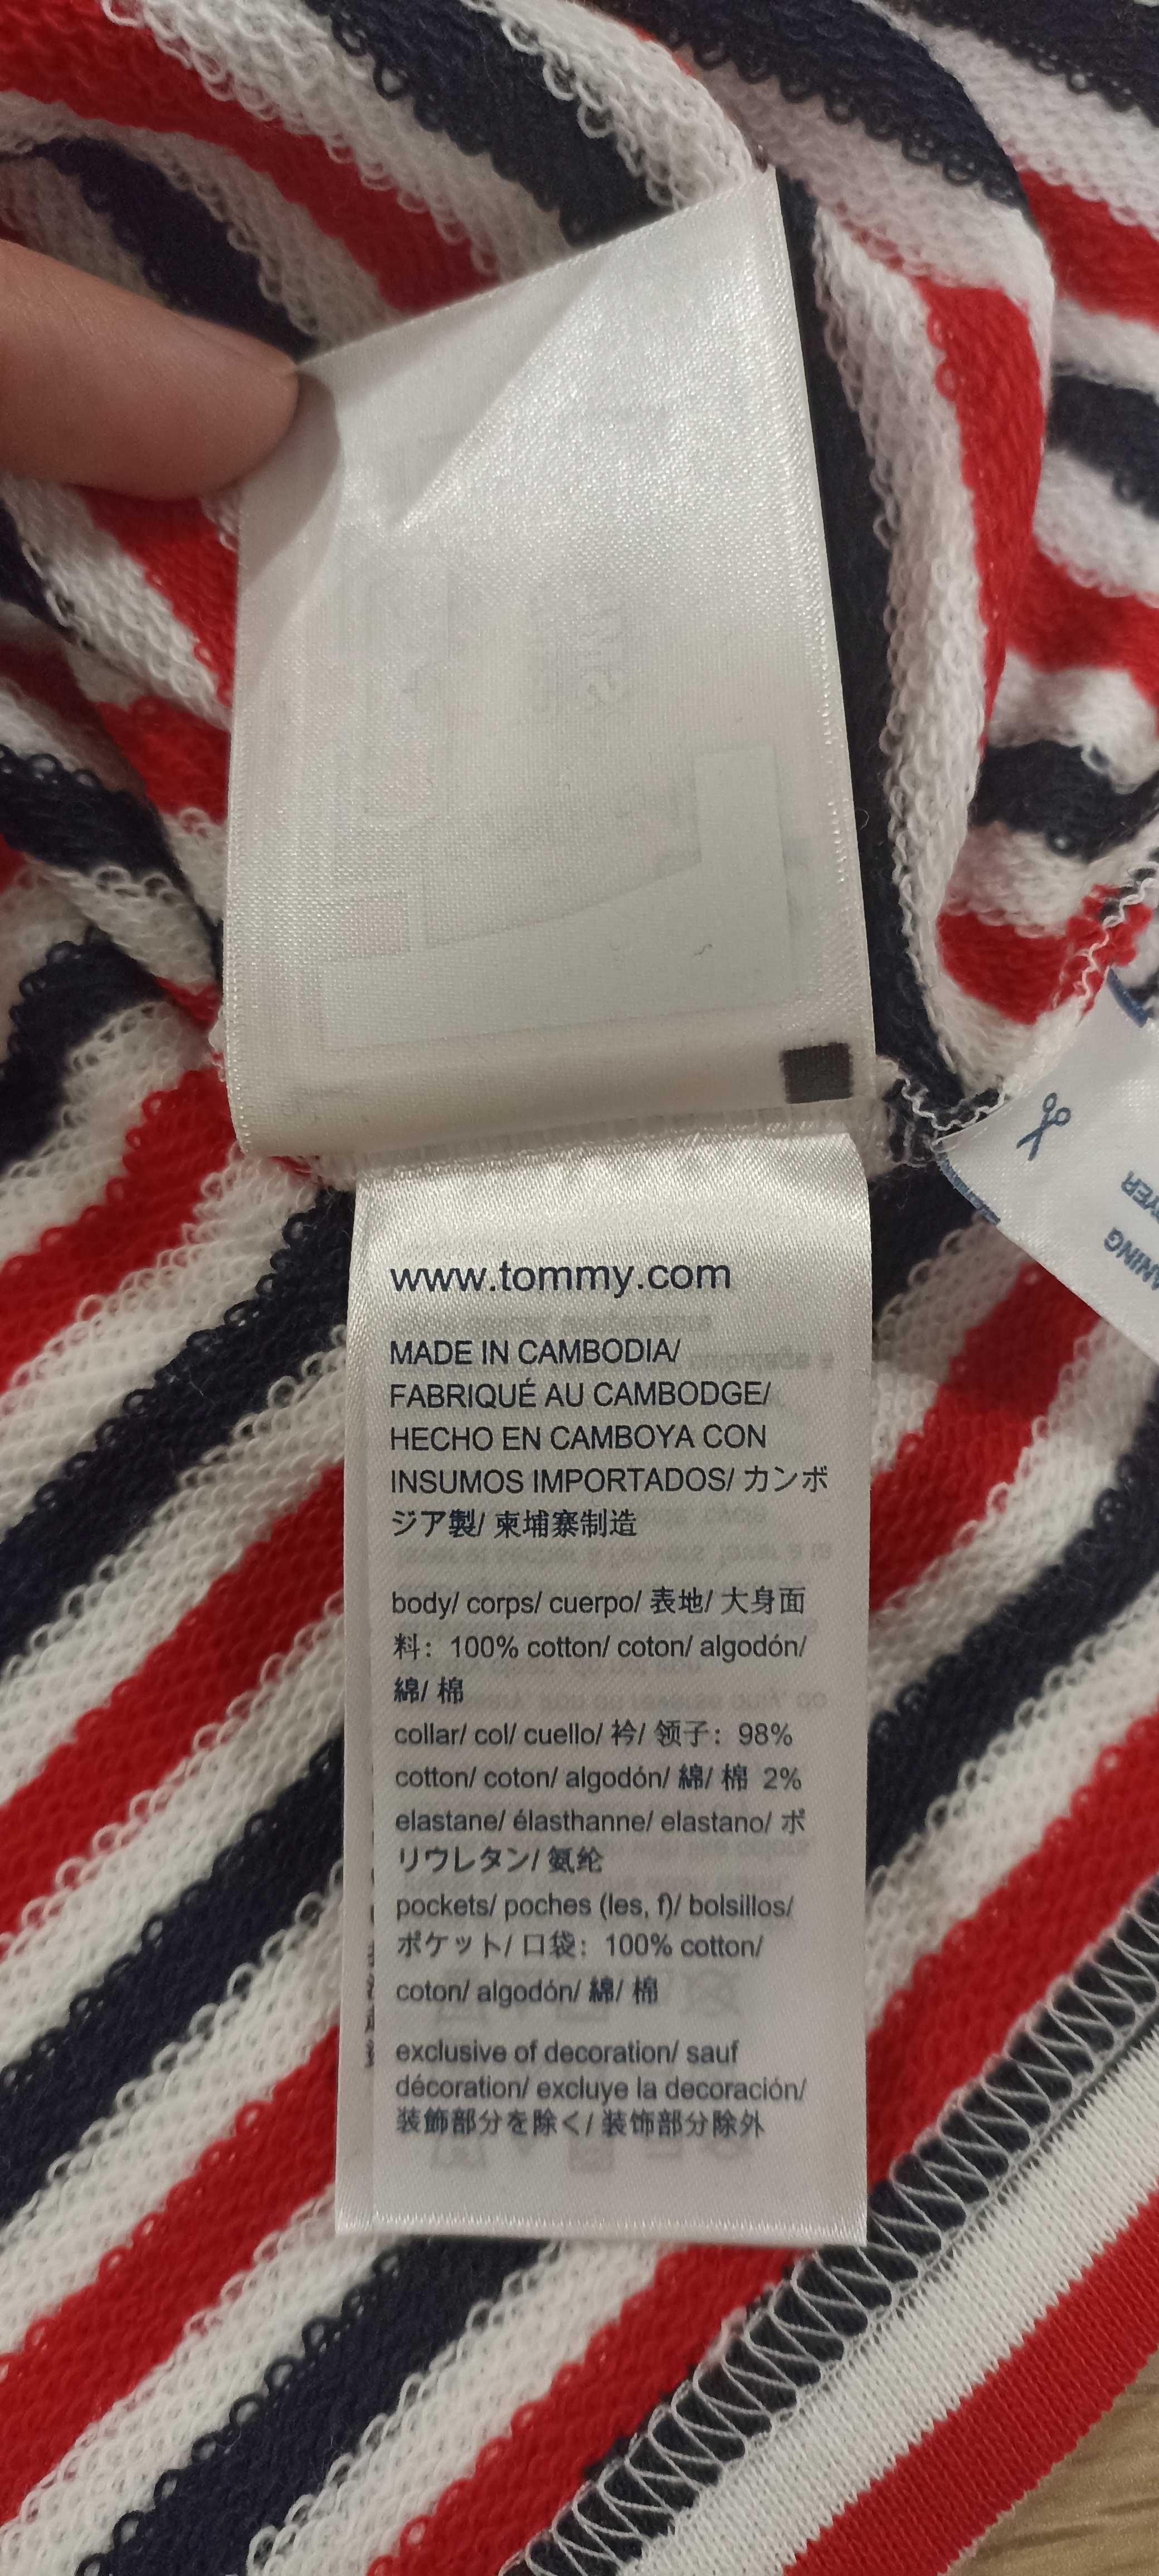 www.tommy.com
MADE IN CAMBODIA/
FABRIQUÉ AU CAMBODGE/
HECHO EN CAMBOYA CON
INSUMOS IMPORTADOS/ カンボ
ジア製/ 柬埔寨制造
body/ corps/ cuerpo/ 表地/ 大身面
料：100% cotton/ coton/ algodón/
綿/ 棉
collar/ col/ cuello/ 衿/ 领子：98%
cotton/ coton/ algodón/ 綿/ 棉 2%
elastane/ élasthanne/ elastano/ ポ
リウレタン/ 氨纶
pockets/ poches (les, f)/ bolsillos/
ポケット/ 口袋：100% cotton/
coton/ algodón/ 綿/ 棉
exclusive of decoration/ sauf
décoration/ excluye la decoración/
装飾部分を除く/ 装饰部分除外